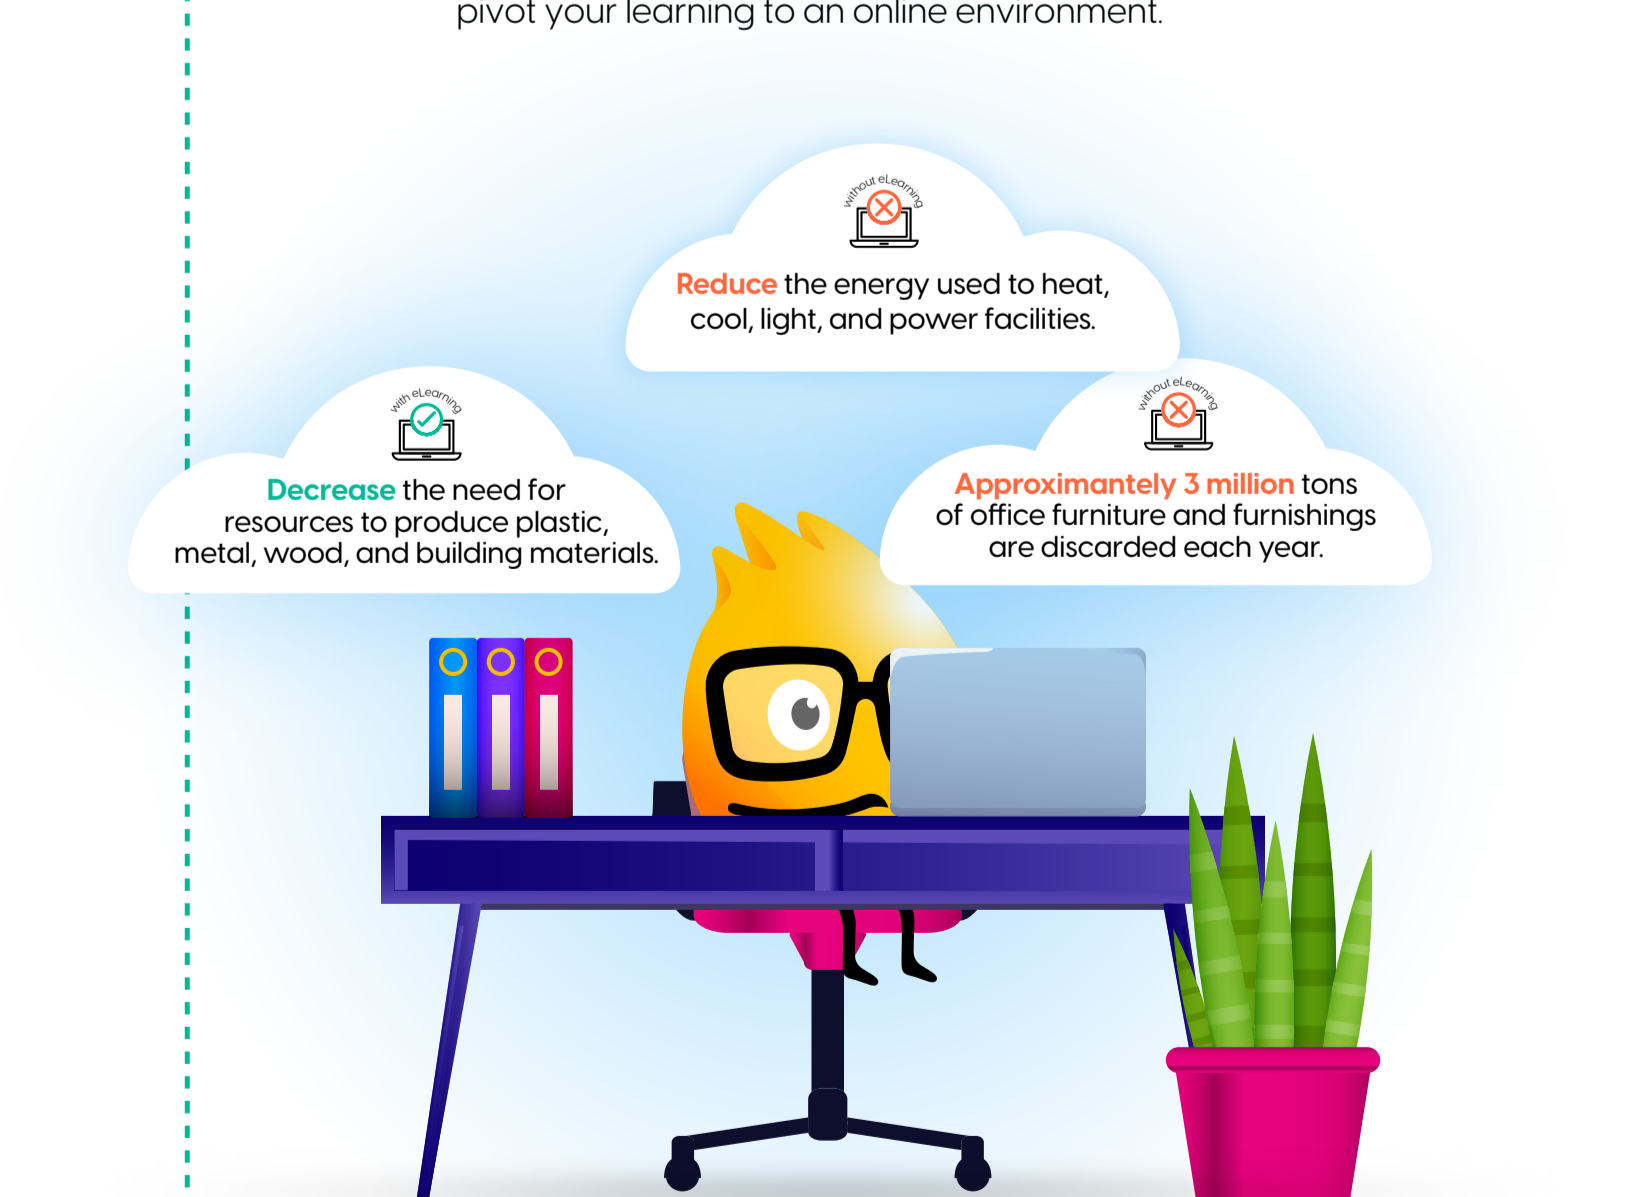 pivot your learning to an online environment.
without eLearning
Reduce the energy used to heat,
cool, light, and power facilities.
with eLearning
Decrease the need for
resources to produce plastic,
metal, wood, and building materials.
without eLearning
Approximantely 3 million tons
of office furniture and furnishings
are discarded each year.